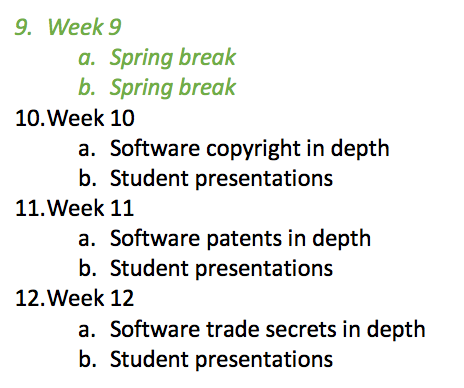 9. Week 9
a. Spring break
b. Spring break
10.Week 10
a. Software copyright in depth
b. Student presentations
11.Week 11
a. Software patents in depth
b. Student presentations
12.Week 12
a. Software trade secrets in depth
b. Student presentations